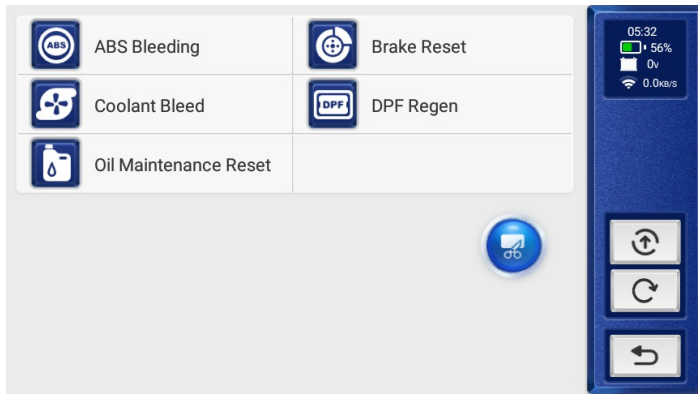 ABS ABS Bleeding
Brake Reset
Coolant Bleed
DPF DPF Regen
Oil Maintenance Reset
05:32
56%
0V
0.0KB/S